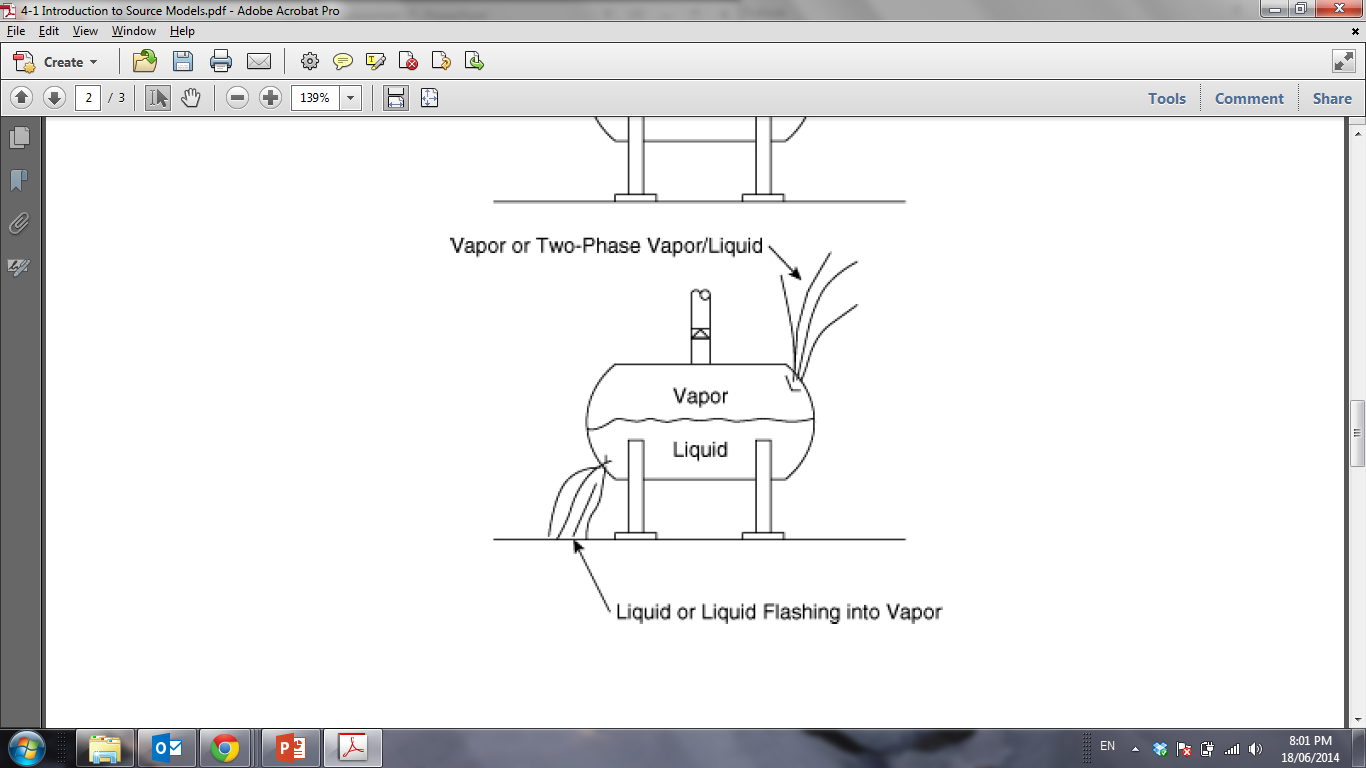 4-1 Introduction to Source Models.pdf - Adobe Acrobat Pro
File Edit View Window Help
Create
2 / 3 139% Tools Comment Share
Vapor or Two-Phase Vapor/Liquid
Vapor
Liquid
Liquid or Liquid Flashing into Vapor
EN 8:01 PM
18/06/2014